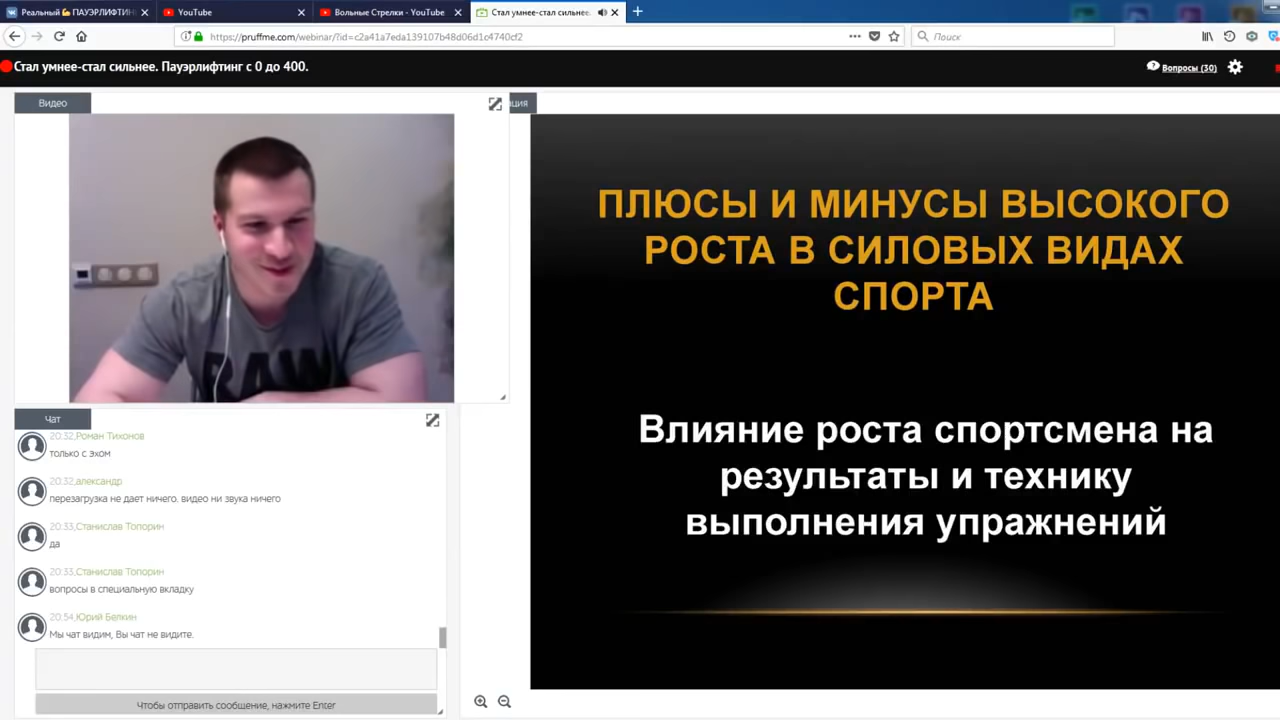 Реальный 💪 ПАУЭРЛИФТИН
YouTube
Вольные Стрелки - YouTube
Стал умнее-стал сильнее.
https://pruffme.com/webinar/?id=c2a41a7eda139107b48d06d1c4740cf2
Поиск
Стал умнее-стал сильнее. Пауэрлифтинг с 0 до 400.
Вопросы (30)
Видео
ция
RAW
ПЛЮСЫ И МИНУСЫ ВЫСОКОГО
РОСТА В СИЛОВЫХ ВИДАХ
СПОРТА
Влияние роста спортсмена на
результаты и технику
выполнения упражнений
Чат
20:32, Роман Тихонов
только с эхом
20:32, александр
перезагрузка не дает ничего. видео ни звука ничего
20:33, Станислав Топорин
да
20:33, Станислав Топорин
вопросы в специальную вкладку
20:54, Юрий Белкин
Мы чат видим, Вы чат не видите.
Чтобы отправить сообщение, нажмите Enter